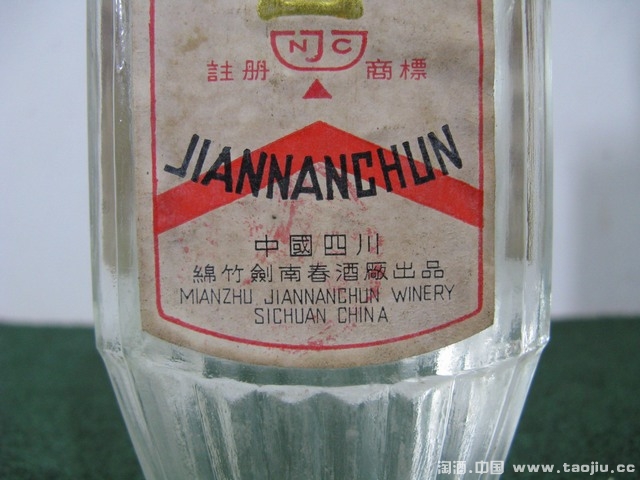 NJC
註册 商標
JIANNANCHUN
中國四川
綿竹劍南春酒廠出品
MIANZHU JIANNANCHUN WINERY
SICHUAN CHINA
淘酒.中国 www.taojiu.cc